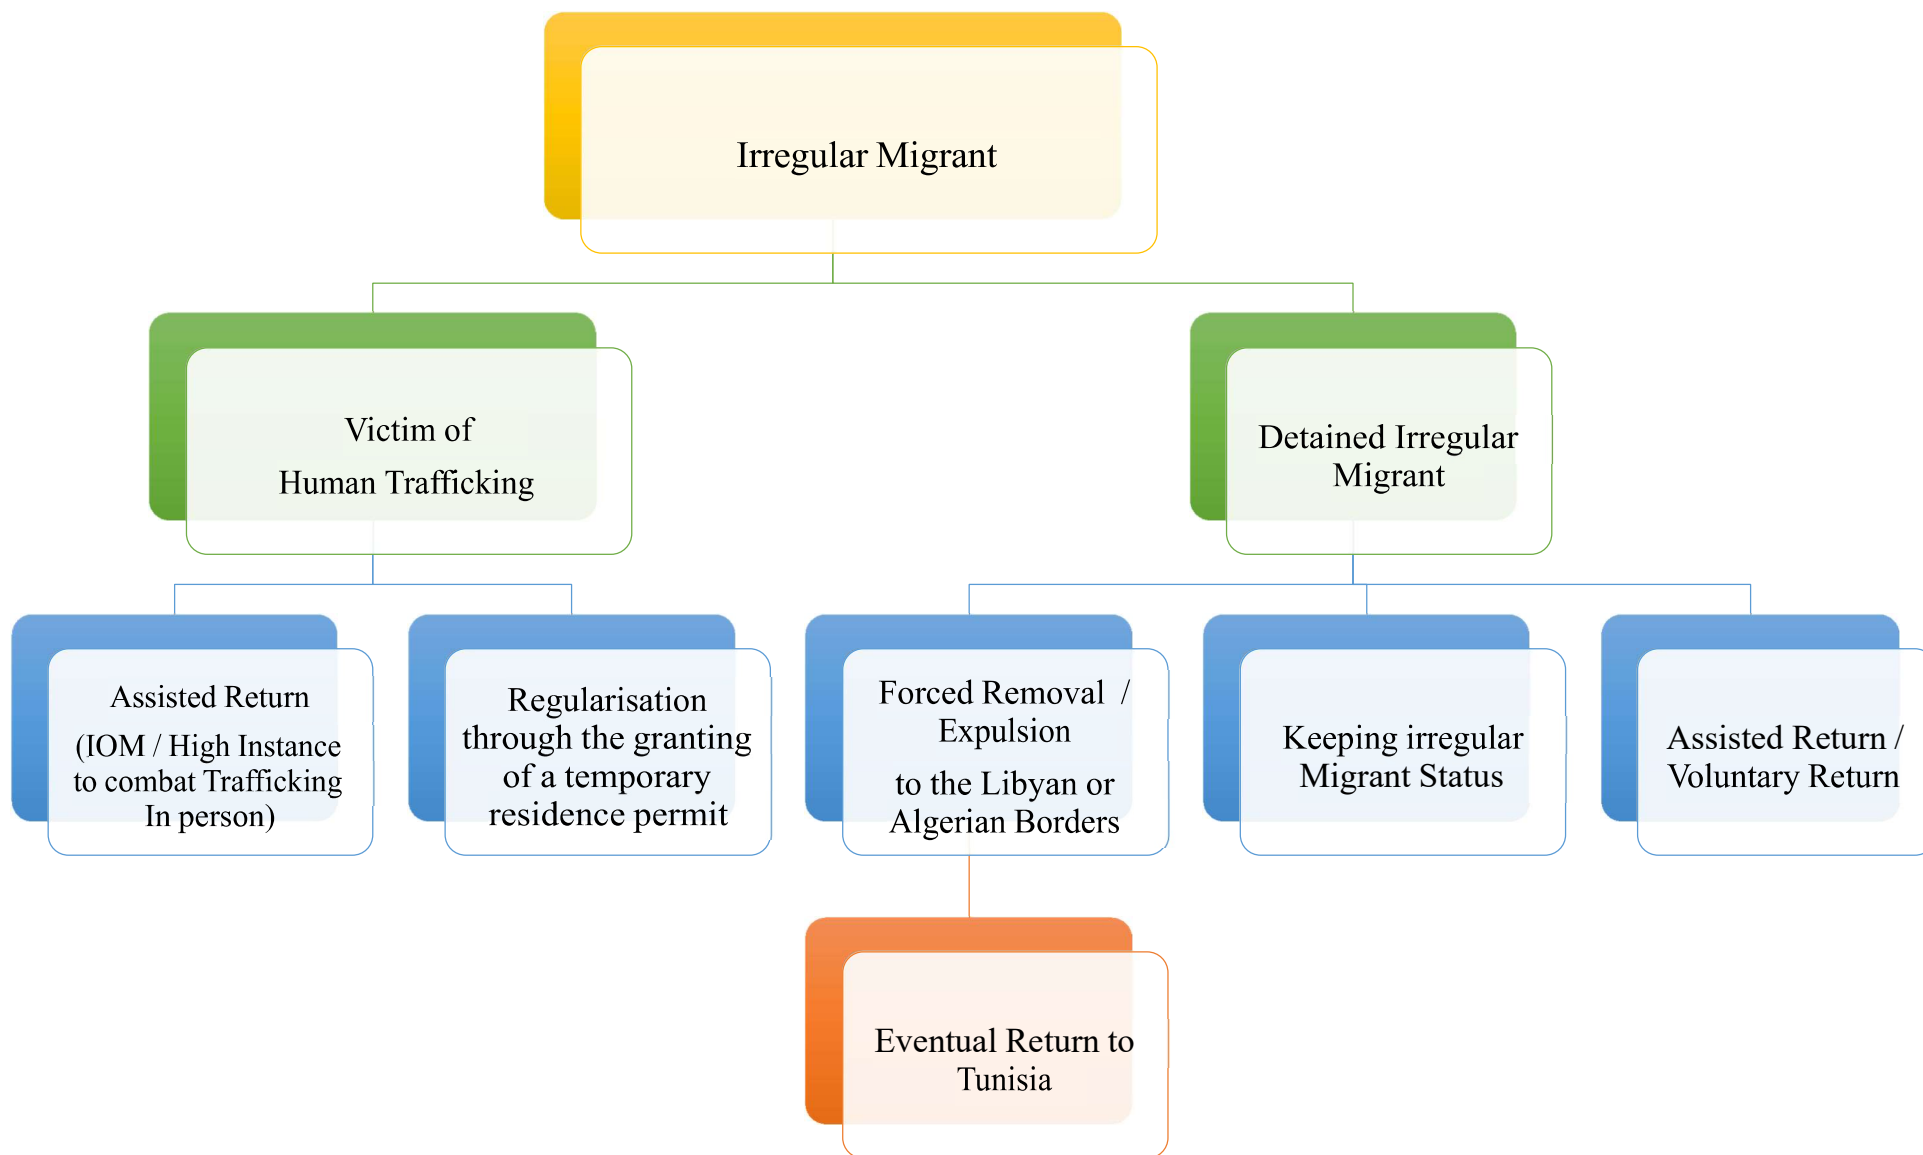 Irregular Migrant
Victim of
Human Trafficking
Detained Irregular
Migrant
Assisted Return
(IOM / High Instance
to combat Trafficking
In person)
Regularisation
through the granting
of a temporary
residence permit
Forced Removal /
Expulsion
to the Libyan or
Algerian Borders
Keeping irregular
Migrant Status
Assisted Return /
Voluntary Return
Eventual Return to
Tunisia